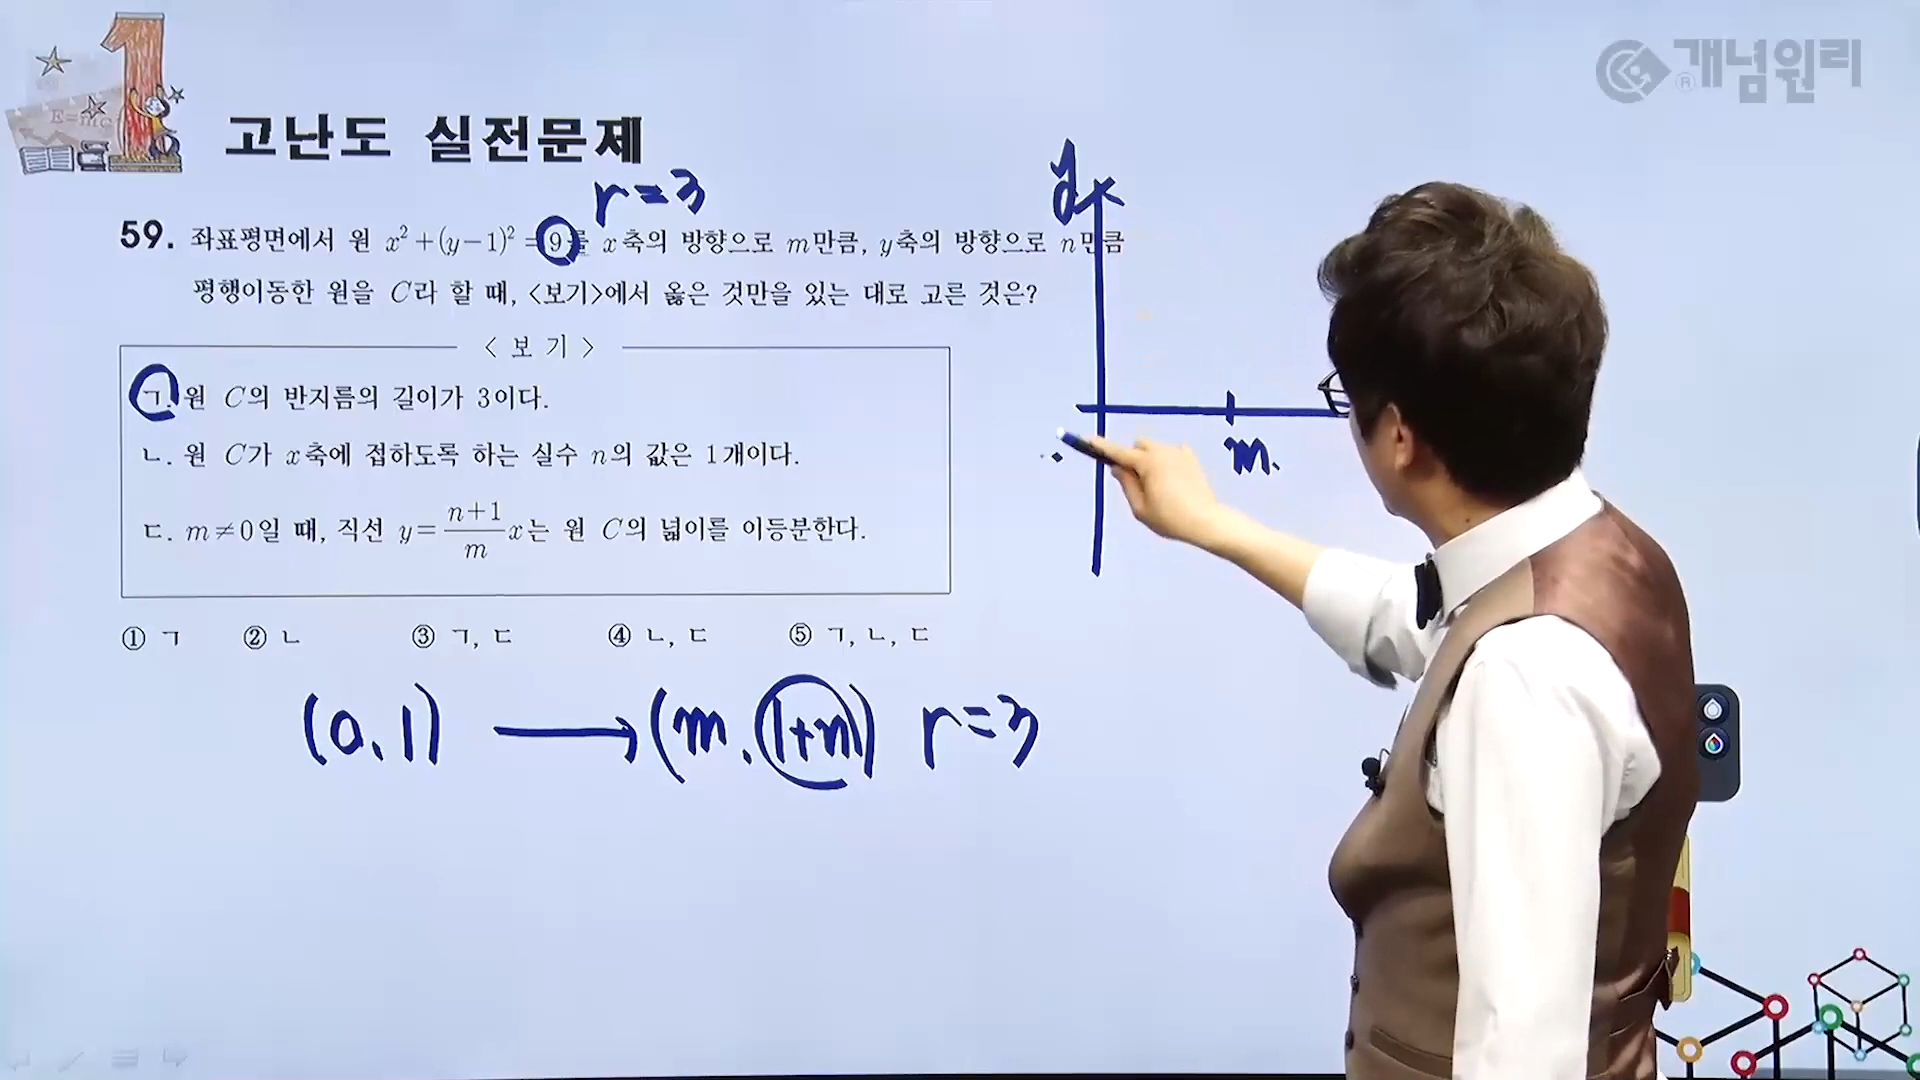 개념원리
1
E=mc
고난도 실전문제
r=3
59. 좌표평면에서 원 x²+(y-1)²=9를 x축의 방향으로 m만큼, y축의 방향으로 n만큼
평행이동한 원을 C라 할 때, <보기>에서 옳은 것만을 있는 대로 고른 것은?
< 보 기 >
ㄱ. 원 C의 반지름의 길이가 3이다.
ㄴ. 원 C가 x축에 접하도록 하는 실수 n의 값은 1개이다.
ㄷ. m≠0일 때, 직선 y=(n+1)/m x는 원 C의 넓이를 이등분한다.
① ㄱ ② ㄴ ③ ㄱ, ㄷ ④ ㄴ, ㄷ ⑤ ㄱ, ㄴ, ㄷ
(0, 1) → (m, 1+n) r=3
y
m